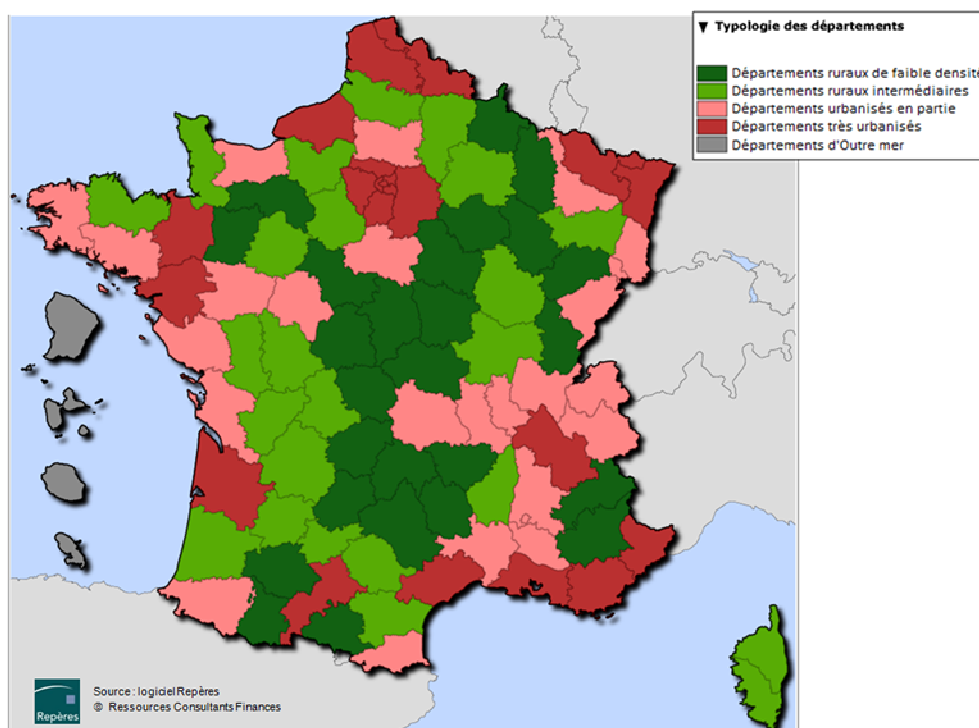 ▼ Typologie des départements
Départements ruraux de faible densité
Départements ruraux intermédiaires
Départements urbanisés en partie
Départements très urbanisés
Départements d'Outre mer
Source : logiciel Repères
© Ressources Consultants Finances
Repères